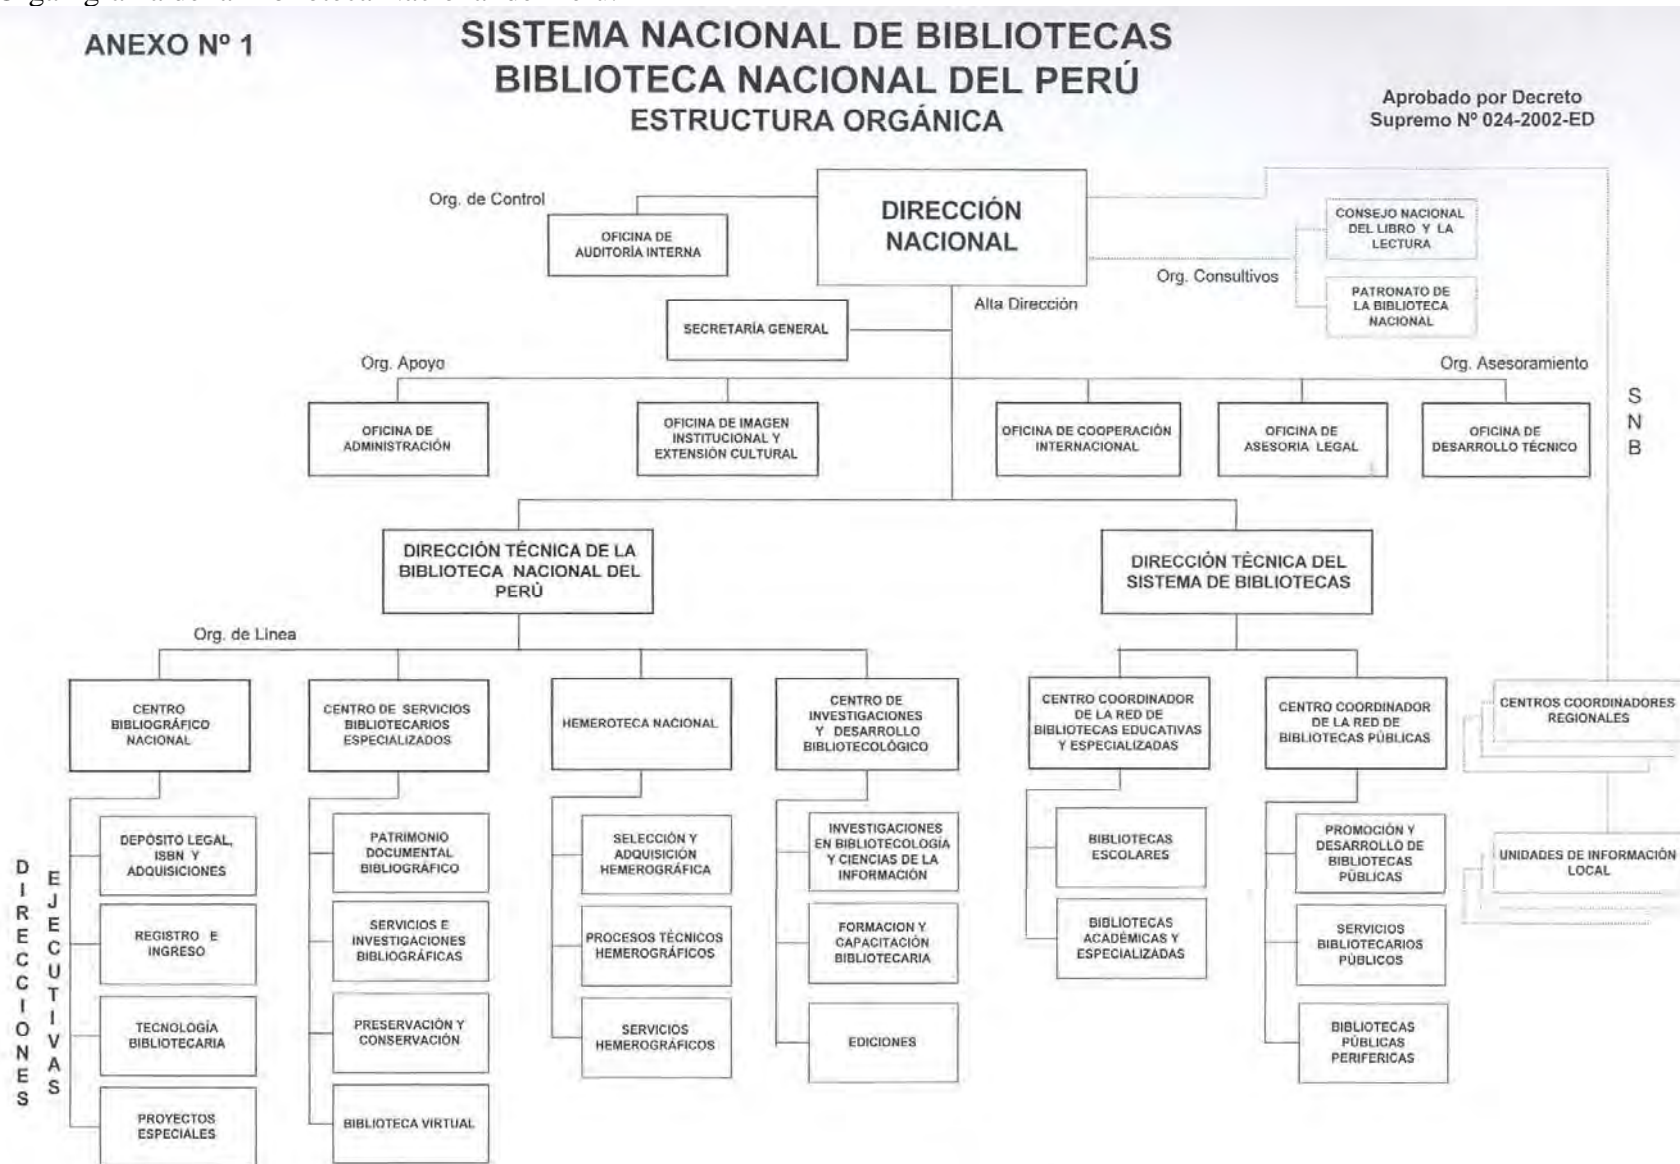 ANEXO Nº 1
SISTEMA NACIONAL DE BIBLIOTECAS
BIBLIOTECA NACIONAL DEL PERÚ
ESTRUCTURA ORGÁNICA
Aprobado por Decreto
Supremo Nº 024-2002-ED
Org. de Control
DIRECCIÓN
NACIONAL
OFICINA DE
AUDITORÍA INTERNA
CONSEJO NACIONAL
DEL LIBRO Y LA
LECTURA
Org. Consultivos
PATRONATO DE
LA BIBLIOTECA
NACIONAL
Alta Dirección
SECRETARÍA GENERAL
Org. Apoyo
Org. Asesoramiento
OFICINA DE
ADMINISTRACIÓN
OFICINA DE IMAGEN
INSTITUCIONAL Y
EXTENSIÓN CULTURAL
OFICINA DE COOPERACIÓN
INTERNACIONAL
OFICINA DE
ASESORIA LEGAL
OFICINA DE
DESARROLLO TÉCNICO
S
N
B
DIRECCIÓN TÉCNICA DE LA
BIBLIOTECA NACIONAL DEL
PERÚ
DIRECCIÓN TÉCNICA DEL
SISTEMA DE BIBLIOTECAS
Org. de Linea
CENTRO
BIBLIOGRÁFICO
NACIONAL
CENTRO DE SERVICIOS
BIBLIOTECARIOS
ESPECIALIZADOS
HEMEROTECA NACIONAL
CENTRO DE
INVESTIGACIONES
Y DESARROLLO
BIBLIOTECOLÓGICO
CENTRO COORDINADOR
DE LA RED DE
BIBLIOTECAS EDUCATIVAS
Y ESPECIALIZADAS
CENTRO COORDINADOR
DE LA RED DE
BIBLIOTECAS PÚBLICAS
CENTROS COORDINADORES
REGIONALES
DIRECCIONES
EJECUTIVAS
DEPÓSITO LEGAL,
ISBN Y
ADQUISICIONES
REGISTRO E
INGRESO
TECNOLOGÍA
BIBLIOTECARIA
PROYECTOS
ESPECIALES
PATRIMONIO
DOCUMENTAL
BIBLIOGRÁFICO
SERVICIOS E
INVESTIGACIONES
BIBLIOGRÁFICAS
PRESERVACIÓN Y
CONSERVACIÓN
BIBLIOTECA VIRTUAL
SELECCIÓN Y
ADQUISICIÓN
HEMEROGRÁFICA
PROCESOS TÉCNICOS
HEMEROGRÁFICOS
SERVICIOS
HEMEROGRÁFICOS
INVESTIGACIONES
EN BIBLIOTECOLOGÍA
Y CIENCIAS DE LA
INFORMACIÓN
FORMACION Y
CAPACITACIÓN
BIBLIOTECARIA
EDICIONES
BIBLIOTECAS
ESCOLARES
BIBLIOTECAS
ACADÉMICAS Y
ESPECIALIZADAS
PROMOCIÓN Y
DESARROLLO DE
BIBLIOTECAS
PÚBLICAS
SERVICIOS
BIBLIOTECARIOS
PÚBLICOS
BIBLIOTECAS
PÚBLICAS
PERIFERICAS
UNIDADES DE INFORMACIÓN
LOCAL